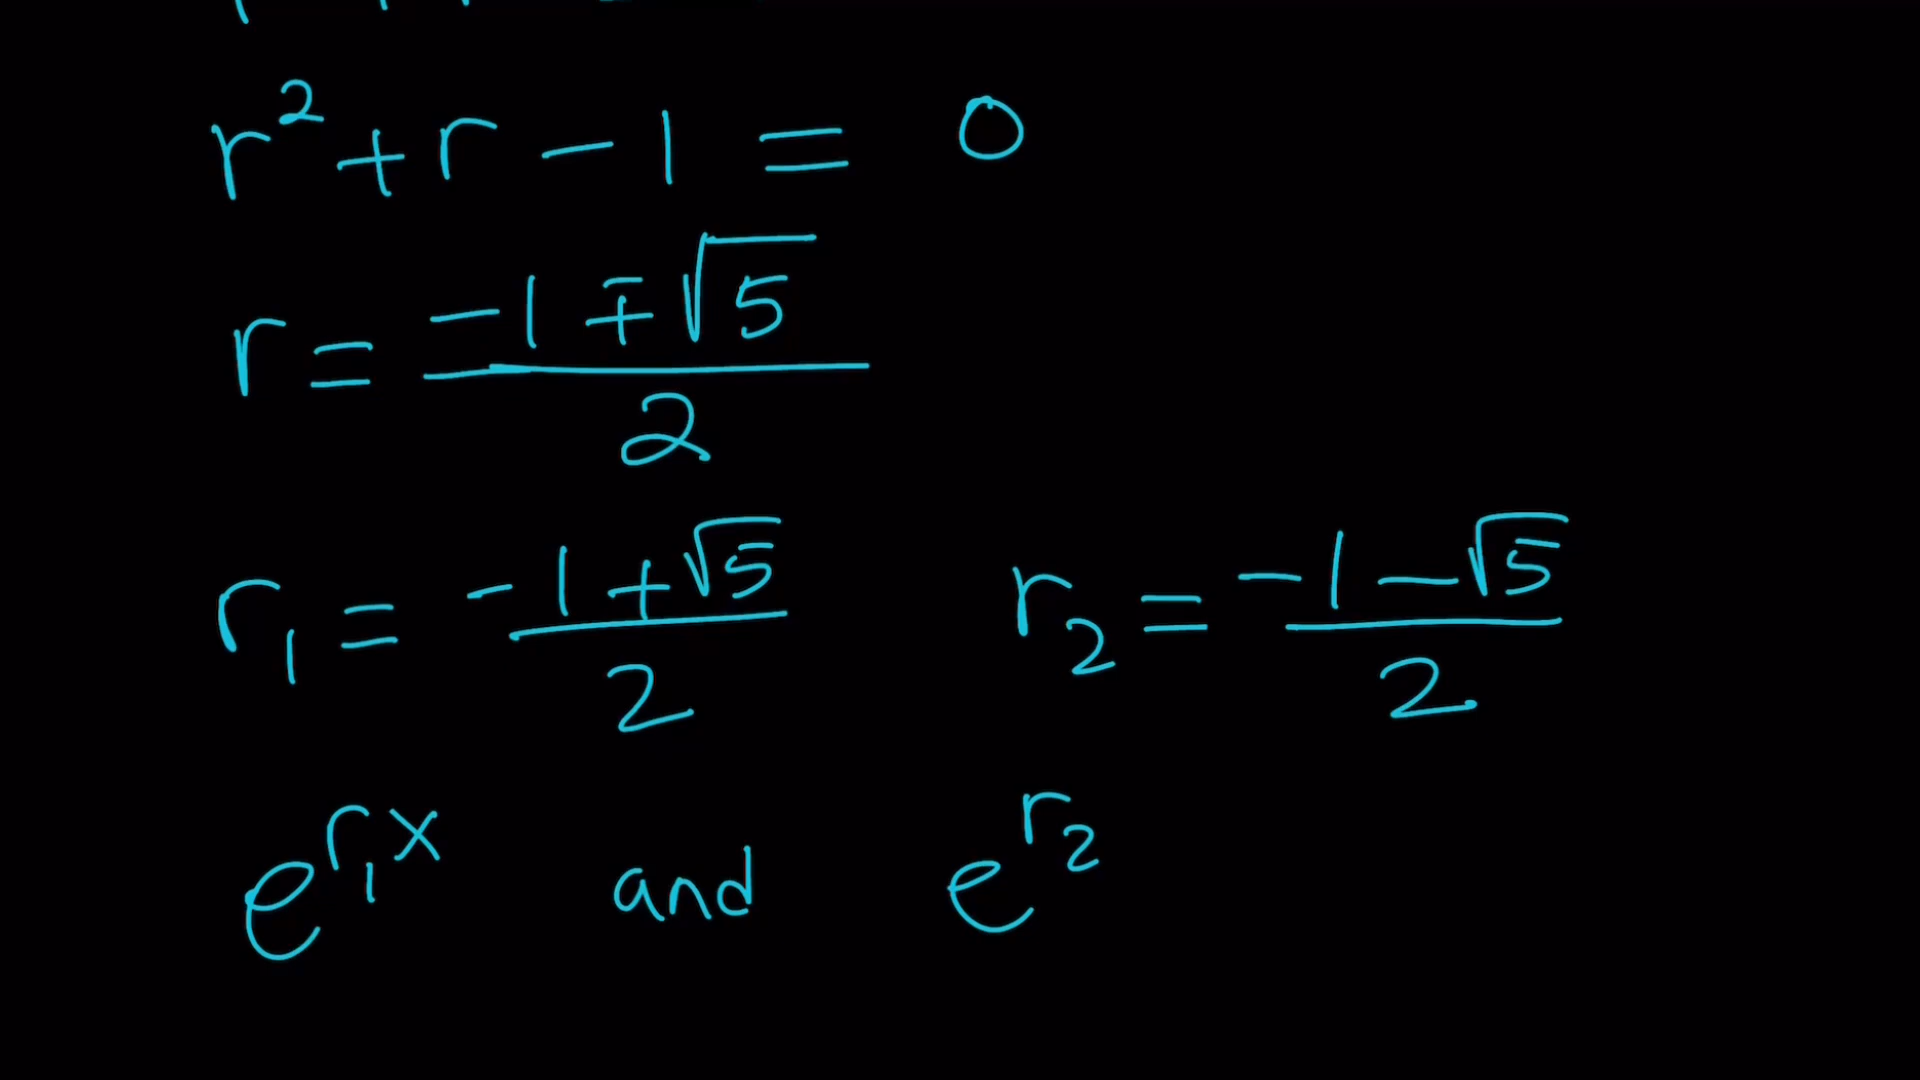 r² + r − 1 = 0
r = (−1 ∓ √5) / 2
r₁ = (−1 + √5) / 2    r₂ = (−1 − √5) / 2
e^(r₁x) and e^(r₂)